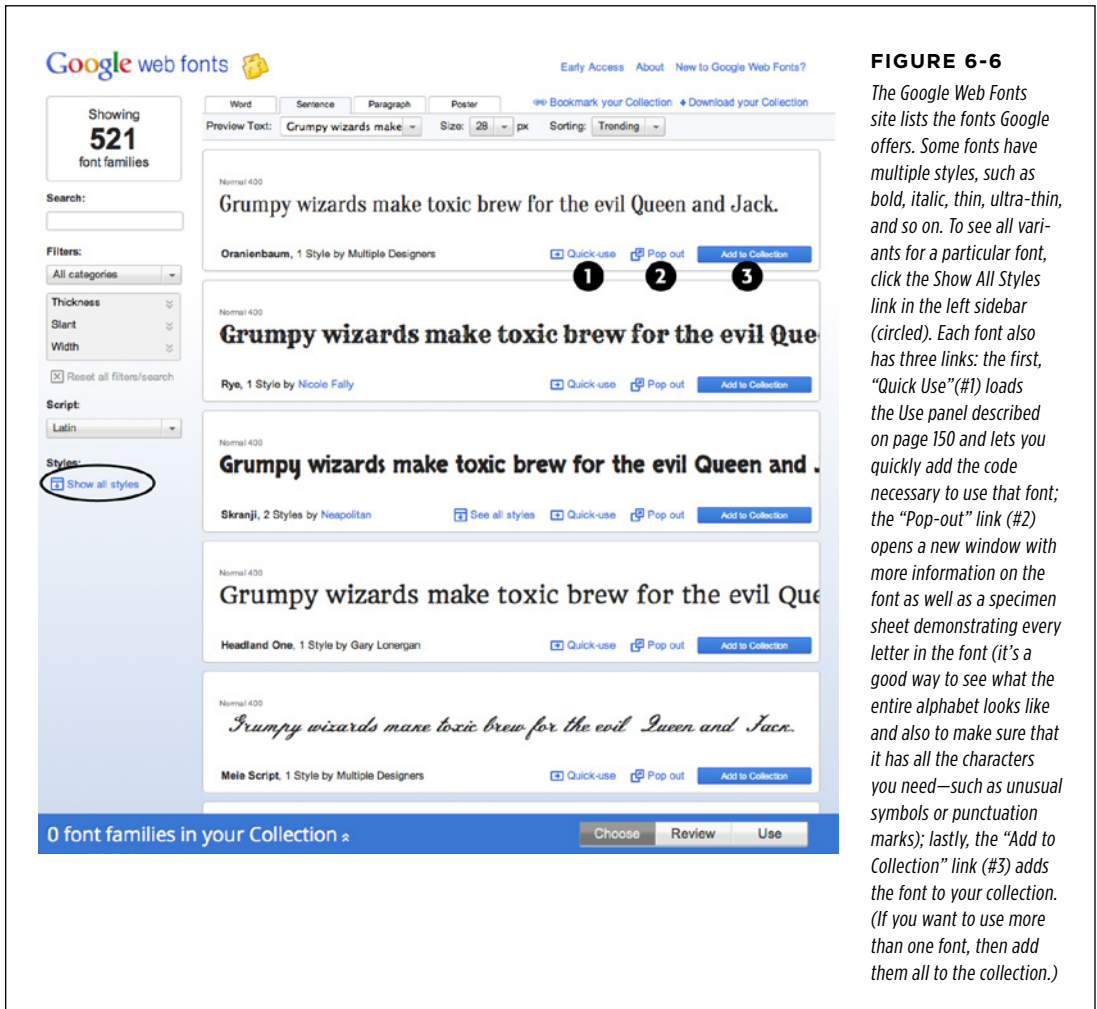 Google web fonts
Early Access About New to Google Web Fonts?
Showing
521
font families
Search:
Filters:
All categories
Thickness
Slant
Width
Reset all filters/search
Script:
Latin
Styles:
Show all styles
Word Sentence Paragraph Poster Bookmark your Collection Download your Collection
Preview Text: Grumpy wizards make Size: 28 px Sorting: Trending
Normal 400
Grumpy wizards make toxic brew for the evil Queen and Jack.
Oranienbaum, 1 Style by Multiple Designers Quick-use Pop out Add to Collection
1 2 3
Normal 400
Grumpy wizards make toxic brew for the evil Que
Rye, 1 Style by Nicole Fally Quick-use Pop out Add to Collection
Normal 400
Grumpy wizards make toxic brew for the evil Queen and J
Skranji, 2 Styles by Neapolitan See all styles Quick-use Pop out Add to Collection
Normal 400
Grumpy wizards make toxic brew for the evil Que
Headland One, 1 Style by Gary Lonergan Quick-use Pop out Add to Collection
Normal 400
Grumpy wizards make toxic brew for the evil Queen and Jack.
Meie Script, 1 Style by Multiple Designers Quick-use Pop out Add to Collection
0 font families in your Collection Choose Review Use
FIGURE 6-6
The Google Web Fonts
site lists the fonts Google
offers. Some fonts have
multiple styles, such as
bold, italic, thin, ultra-thin,
and so on. To see all vari-
ants for a particular font,
click the Show All Styles
link in the left sidebar
(circled). Each font also
has three links: the first,
“Quick Use”(#1) loads
the Use panel described
on page 150 and lets you
quickly add the code
necessary to use that font;
the “Pop-out” link (#2)
opens a new window with
more information on the
font as well as a specimen
sheet demonstrating every
letter in the font (it’s a
good way to see what the
entire alphabet looks like
and also to make sure that
it has all the characters
you need—such as unusual
symbols or punctuation
marks); lastly, the “Add to
Collection” link (#3) adds
the font to your collection.
(If you want to use more
than one font, then add
them all to the collection.)